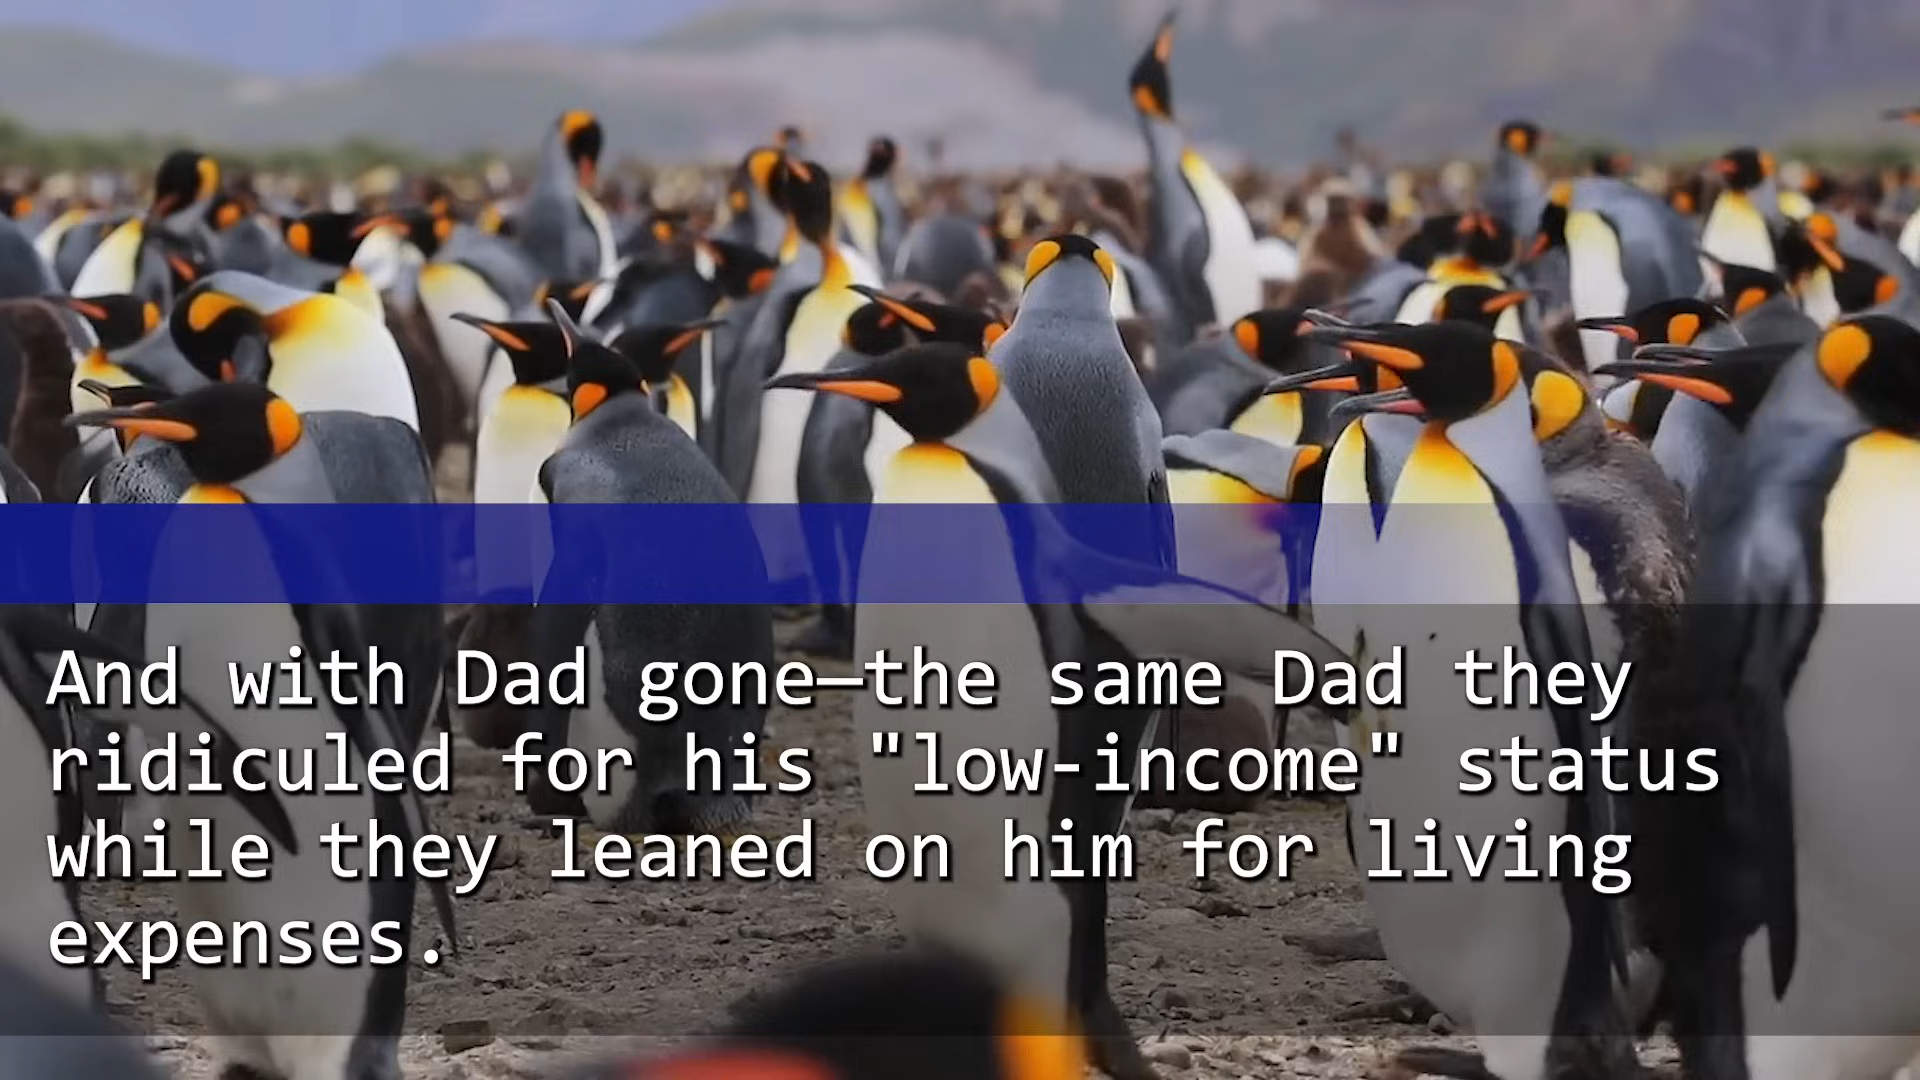 And with Dad gone—the same Dad they
ridiculed for his "low-income" status
while they leaned on him for living
expenses.